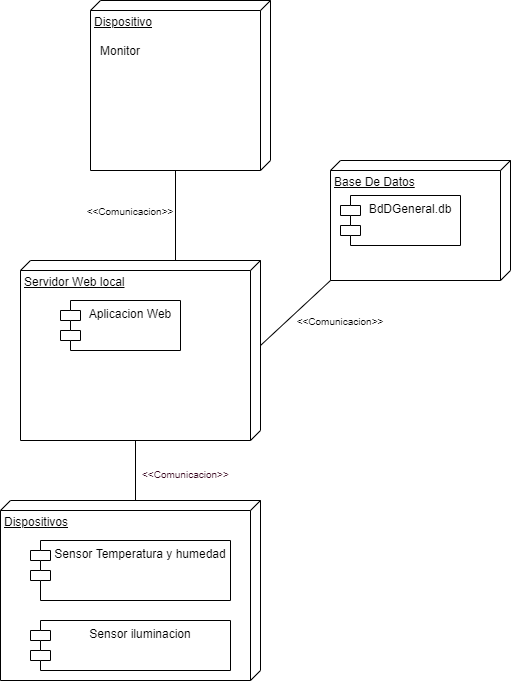 Dispositivo
Monitor
<<Comunicacion>>
Base De Datos
BdDGeneral.db
Servidor Web local
Aplicacion Web
<<Comunicacion>>
<<Comunicacion>>
Dispositivos
Sensor Temperatura y humedad
Sensor iluminacion